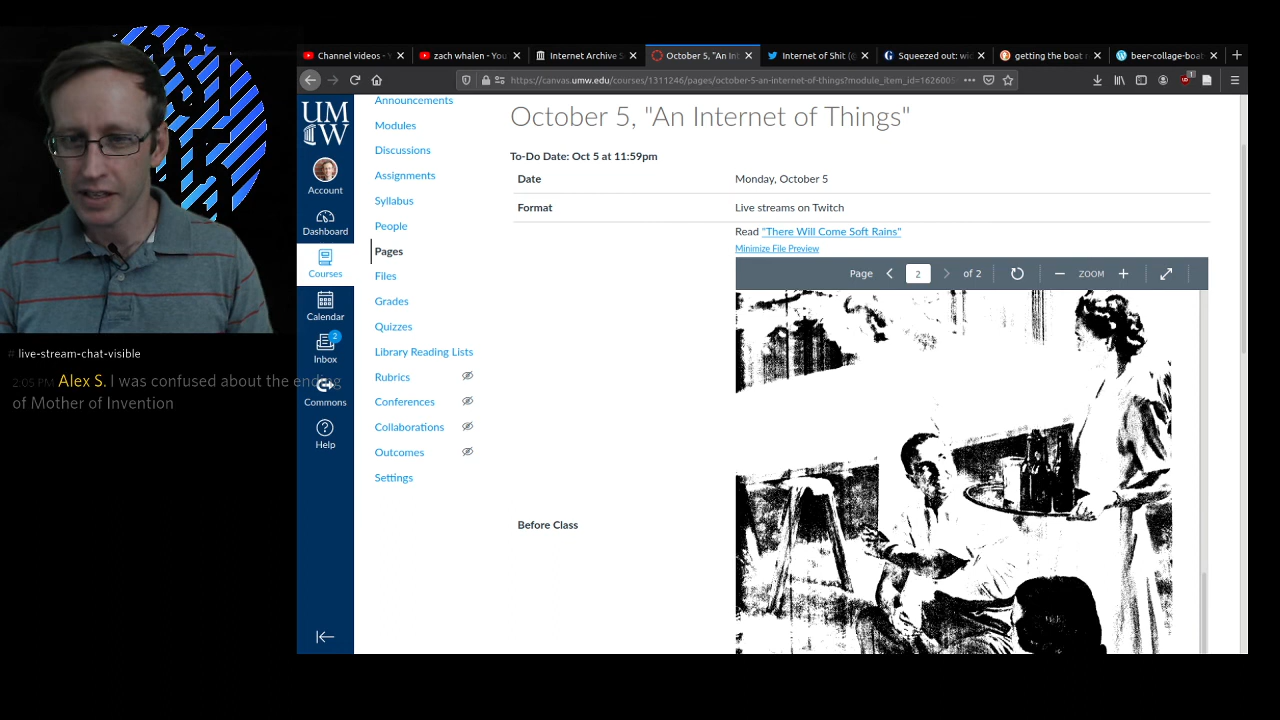 Channel videos - Y
zach whalen - You
Internet Archive S
October 5, "An Int
Internet of Shit (@
Squeezed out: wi
getting the boat r
beer-collage-boat
https://canvas.umw.edu/courses/1311246/pages/october-5-an-internet-of-things?module_item_id=1626005
UMW
Account
Dashboard
Courses
Calendar
2
Inbox
Commons
Help
Announcements
Modules
Discussions
Assignments
Syllabus
People
Pages
Files
Grades
Quizzes
Library Reading Lists
Rubrics
Conferences
Collaborations
Outcomes
Settings
October 5, "An Internet of Things"
To-Do Date: Oct 5 at 11:59pm
Date Monday, October 5
Format Live streams on Twitch
Read "There Will Come Soft Rains"
Minimize File Preview
Page 2 of 2 ZOOM
Before Class
# live-stream-chat-visible
2:05 PM Alex S. I was confused about the ending
of Mother of Invention